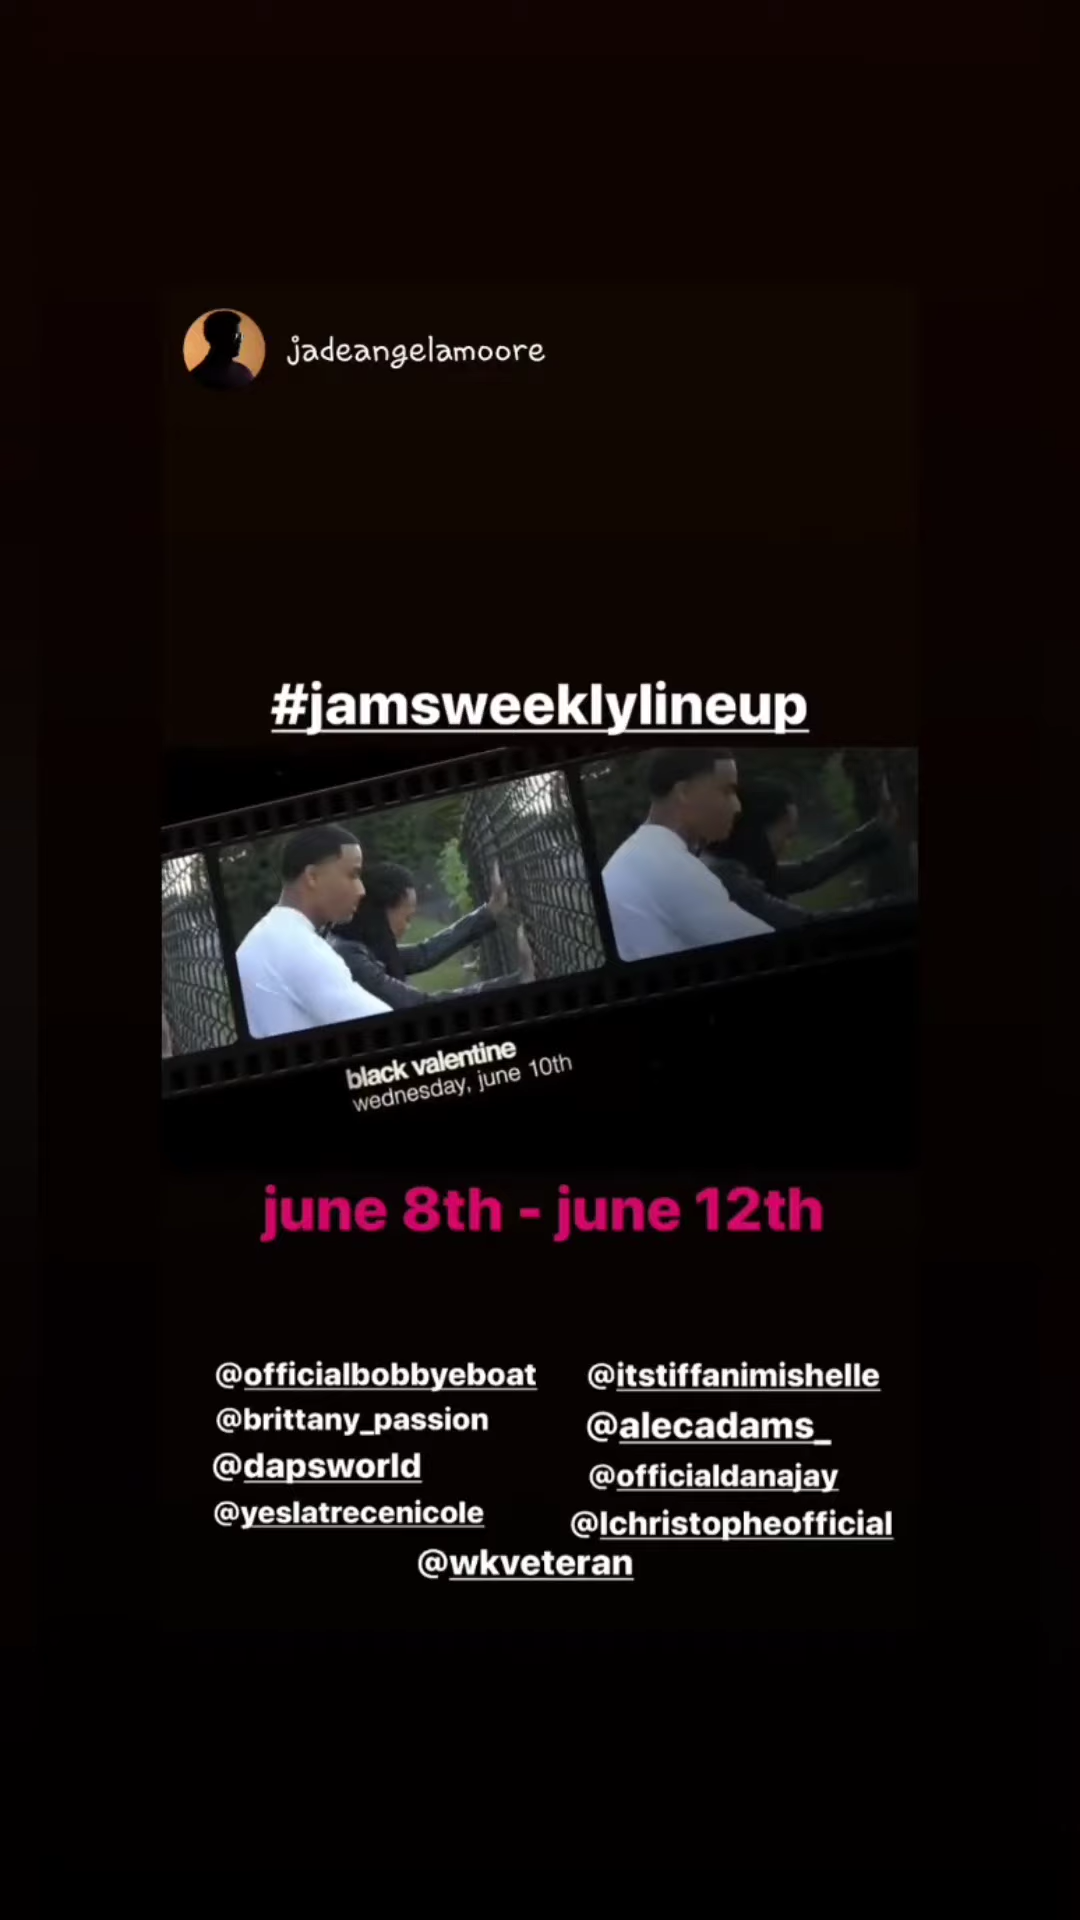 jadeangelamoore
#jamsweeklylineup
black valentine
wednesday, june 10th
june 8th - june 12th
@officialbobbyeboat
@itstiffanimishelle
@brittany_passion
@alecadams_
@dapsworld
@officialdanajay
@yeslatrecenicole
@lchristopheofficial
@wkveteran